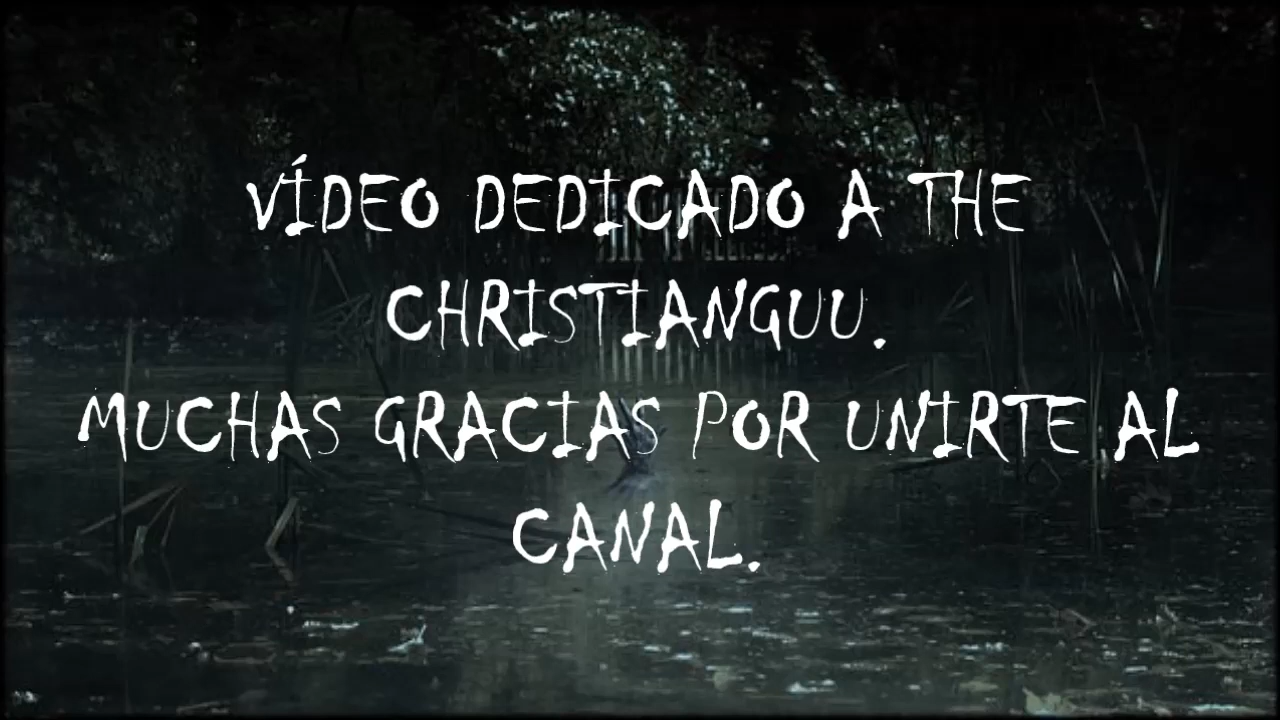 VÍDEO DEDICADO A THE
CHRISTIANGUU.
MUCHAS GRACIAS POR UNIRTE AL
CANAL.